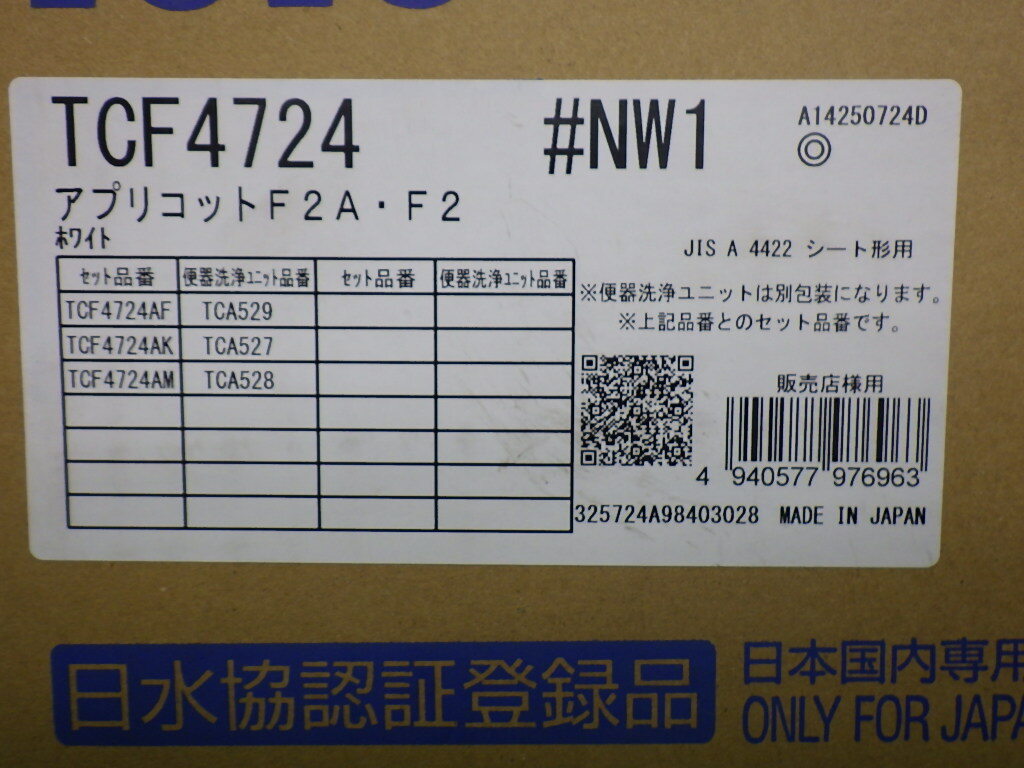 TCF4724 #NW1 A14250724D
アプリコットF2A・F2
ホワイト
JIS A 4422 シート形用
セット品番 便器洗浄ユニット品番 セット品番 便器洗浄ユニット品番
TCF4724AF TCA529
TCF4724AK TCA527
TCF4724AM TCA528
※便器洗浄ユニットは別包装になります。
※上記品番とのセット品番です。
販売店様用
4 940577 976963
325724A98403028 MADE IN JAPAN
日水協認証登録品
日本国内専用
ONLY FOR JAPA